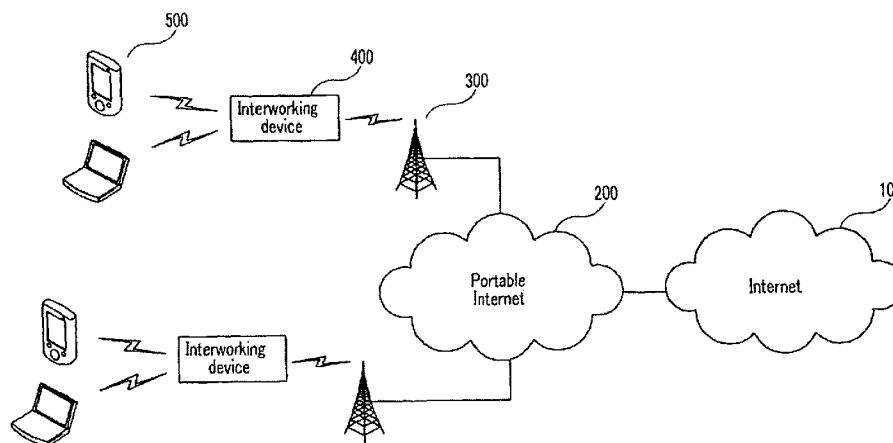 500
400
Interworking
device
300
200
10
Portable
Internet
Internet
Interworking
device